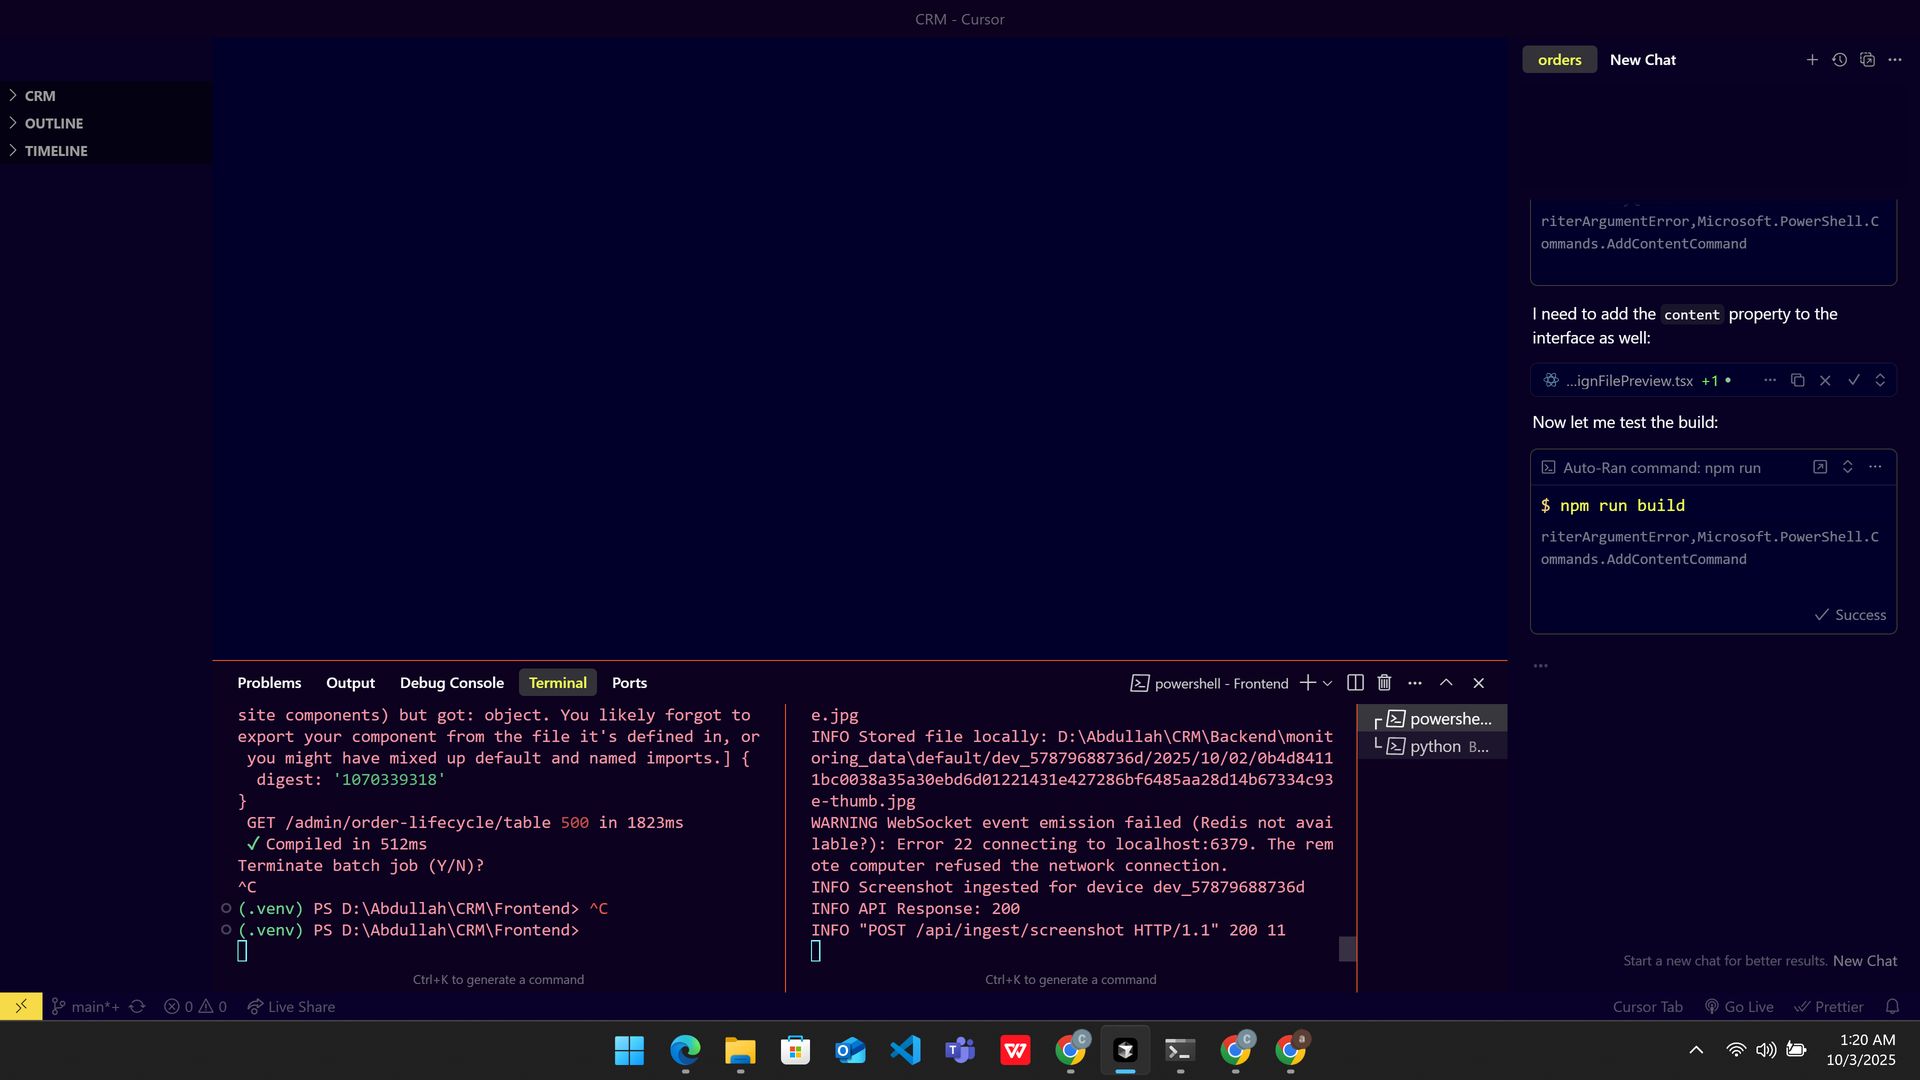 CRM - Cursor
CRM
OUTLINE
TIMELINE
orders
New Chat
riterArgumentError,Microsoft.PowerShell.C
ommands.AddContentCommand
I need to add the content property to the
interface as well:
...ignFilePreview.tsx +1
Now let me test the build:
Auto-Ran command: npm run
$ npm run build
riterArgumentError,Microsoft.PowerShell.C
ommands.AddContentCommand
Success
Start a new chat for better results. New Chat
Problems Output Debug Console Terminal Ports
powershell - Frontend
site components) but got: object. You likely forgot to
export your component from the file it's defined in, or
you might have mixed up default and named imports.] {
digest: '1070339318'
}
GET /admin/order-lifecycle/table 500 in 1823ms
✓ Compiled in 512ms
Terminate batch job (Y/N)?
^C
(.venv) PS D:\Abdullah\CRM\Frontend> ^C
(.venv) PS D:\Abdullah\CRM\Frontend>
Ctrl+K to generate a command
e.jpg
INFO Stored file locally: D:\Abdullah\CRM\Backend\monit
oring_data\default/dev_57879688736d/2025/10/02/0b4d8411
1bc0038a35a30ebd6d01221431e427286bf6485aa28d14b67334c93
e-thumb.jpg
WARNING WebSocket event emission failed (Redis not avai
lable?): Error 22 connecting to localhost:6379. The rem
ote computer refused the network connection.
INFO Screenshot ingested for device dev_57879688736d
INFO API Response: 200
INFO "POST /api/ingest/screenshot HTTP/1.1" 200 11
Ctrl+K to generate a command
powershe...
python B...
main*+ 0 0 Live Share
Cursor Tab Go Live Prettier
1:20 AM
10/3/2025